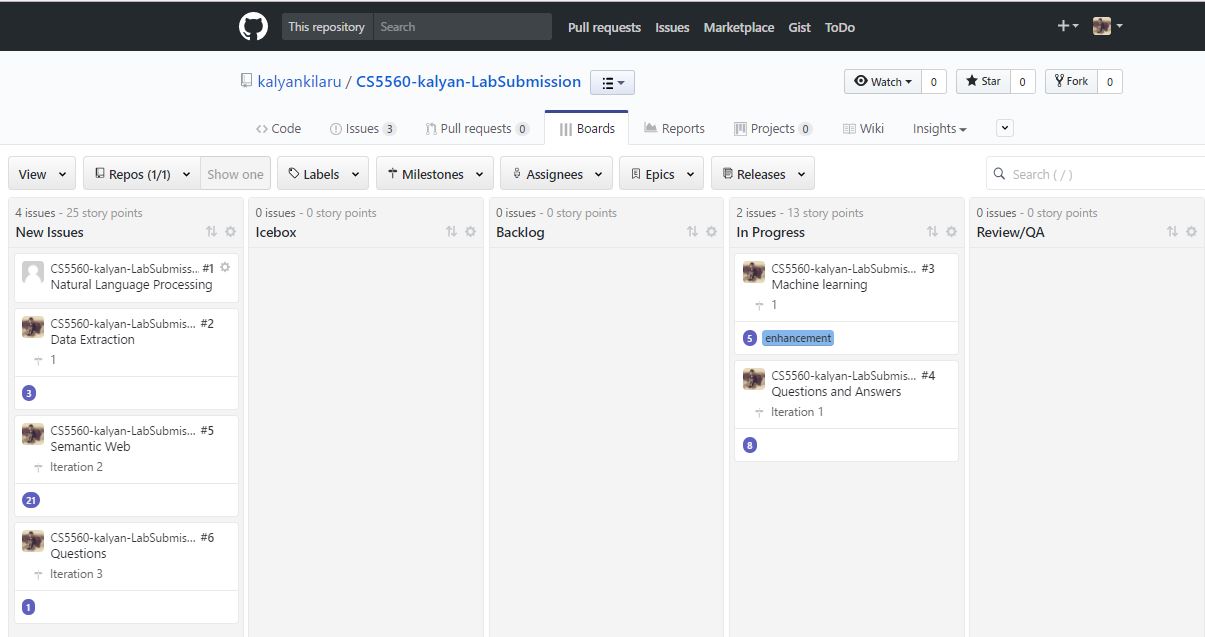 This repository Search Pull requests Issues Marketplace Gist ToDo
kalyankilaru / CS5560-kalyan-LabSubmission Watch 0 Star 0 Fork 0
Code Issues 3 Pull requests 0 Boards Reports Projects 0 Wiki Insights
View Repos (1/1) Show one Labels Milestones Assignees Epics Releases Search ( / )
4 issues - 25 story points
New Issues
CS5560-kalyan-LabSubmiss... #1
Natural Language Processing
CS5560-kalyan-LabSubmis... #2
Data Extraction
1
3
CS5560-kalyan-LabSubmis... #5
Semantic Web
Iteration 2
21
CS5560-kalyan-LabSubmis... #6
Questions
Iteration 3
1
0 issues - 0 story points
Icebox
0 issues - 0 story points
Backlog
2 issues - 13 story points
In Progress
CS5560-kalyan-LabSubmis... #3
Machine learning
1
5 enhancement
CS5560-kalyan-LabSubmis... #4
Questions and Answers
Iteration 1
8
0 issues - 0 story points
Review/QA